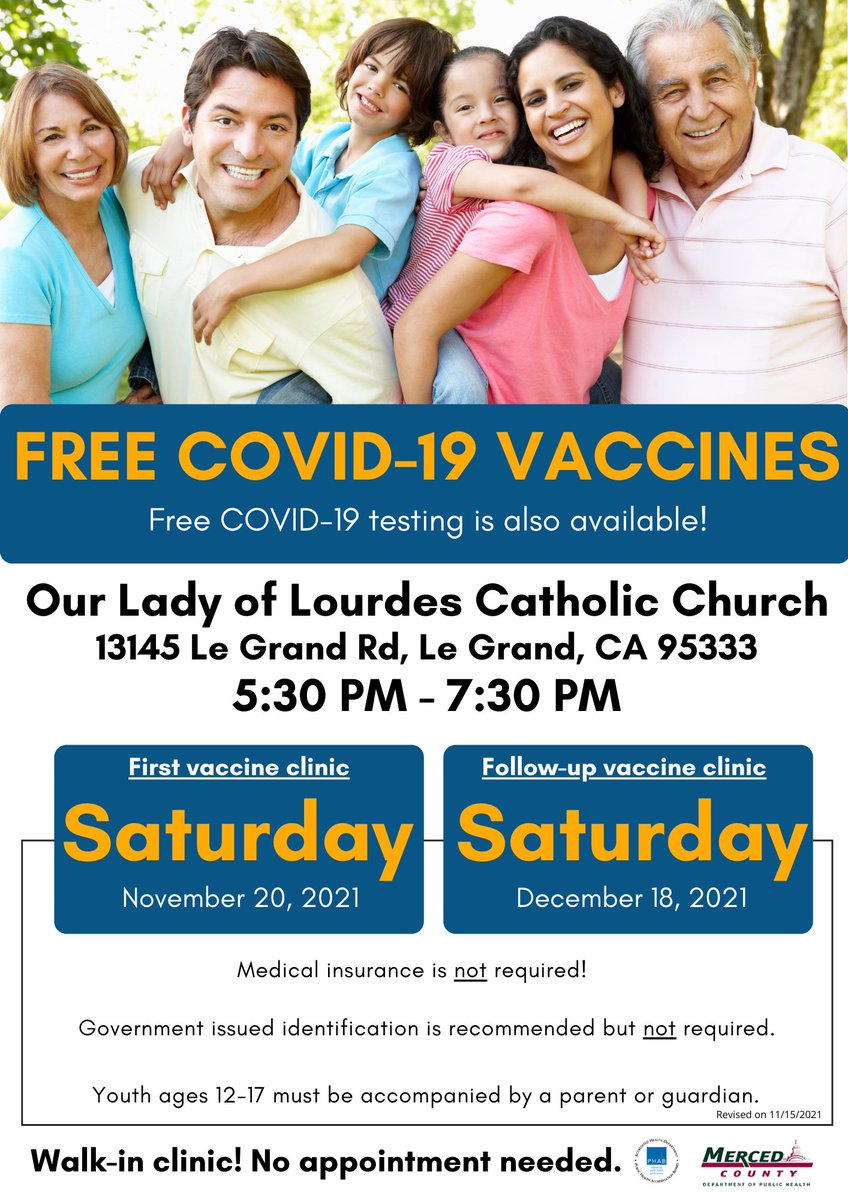 FREE COVID-19 VACCINES
Free COVID-19 testing is also available!
Our Lady of Lourdes Catholic Church
13145 Le Grand Rd, Le Grand, CA 95333
5:30 PM - 7:30 PM
First vaccine clinic
Saturday
November 20, 2021
Follow-up vaccine clinic
Saturday
December 18, 2021
Medical insurance is not required!
Government issued identification is recommended but not required.
Youth ages 12-17 must be accompanied by a parent or guardian.
Revised on 11/15/2021
Walk-in clinic! No appointment needed.
PHAB
MERCED
COUNTY
DEPARTMENT OF PUBLIC HEALTH